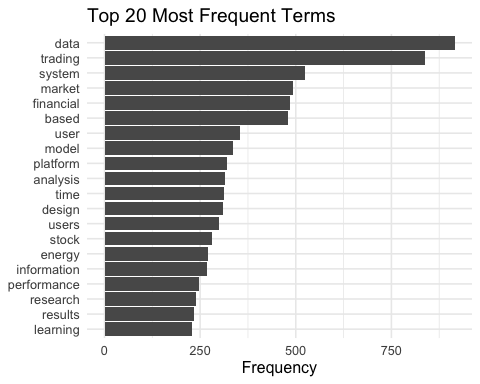 Top 20 Most Frequent Terms
data
trading
system
market
financial
based
user
model
platform
analysis
time
design
users
stock
energy
information
performance
research
results
learning
0 250 500 750
Frequency